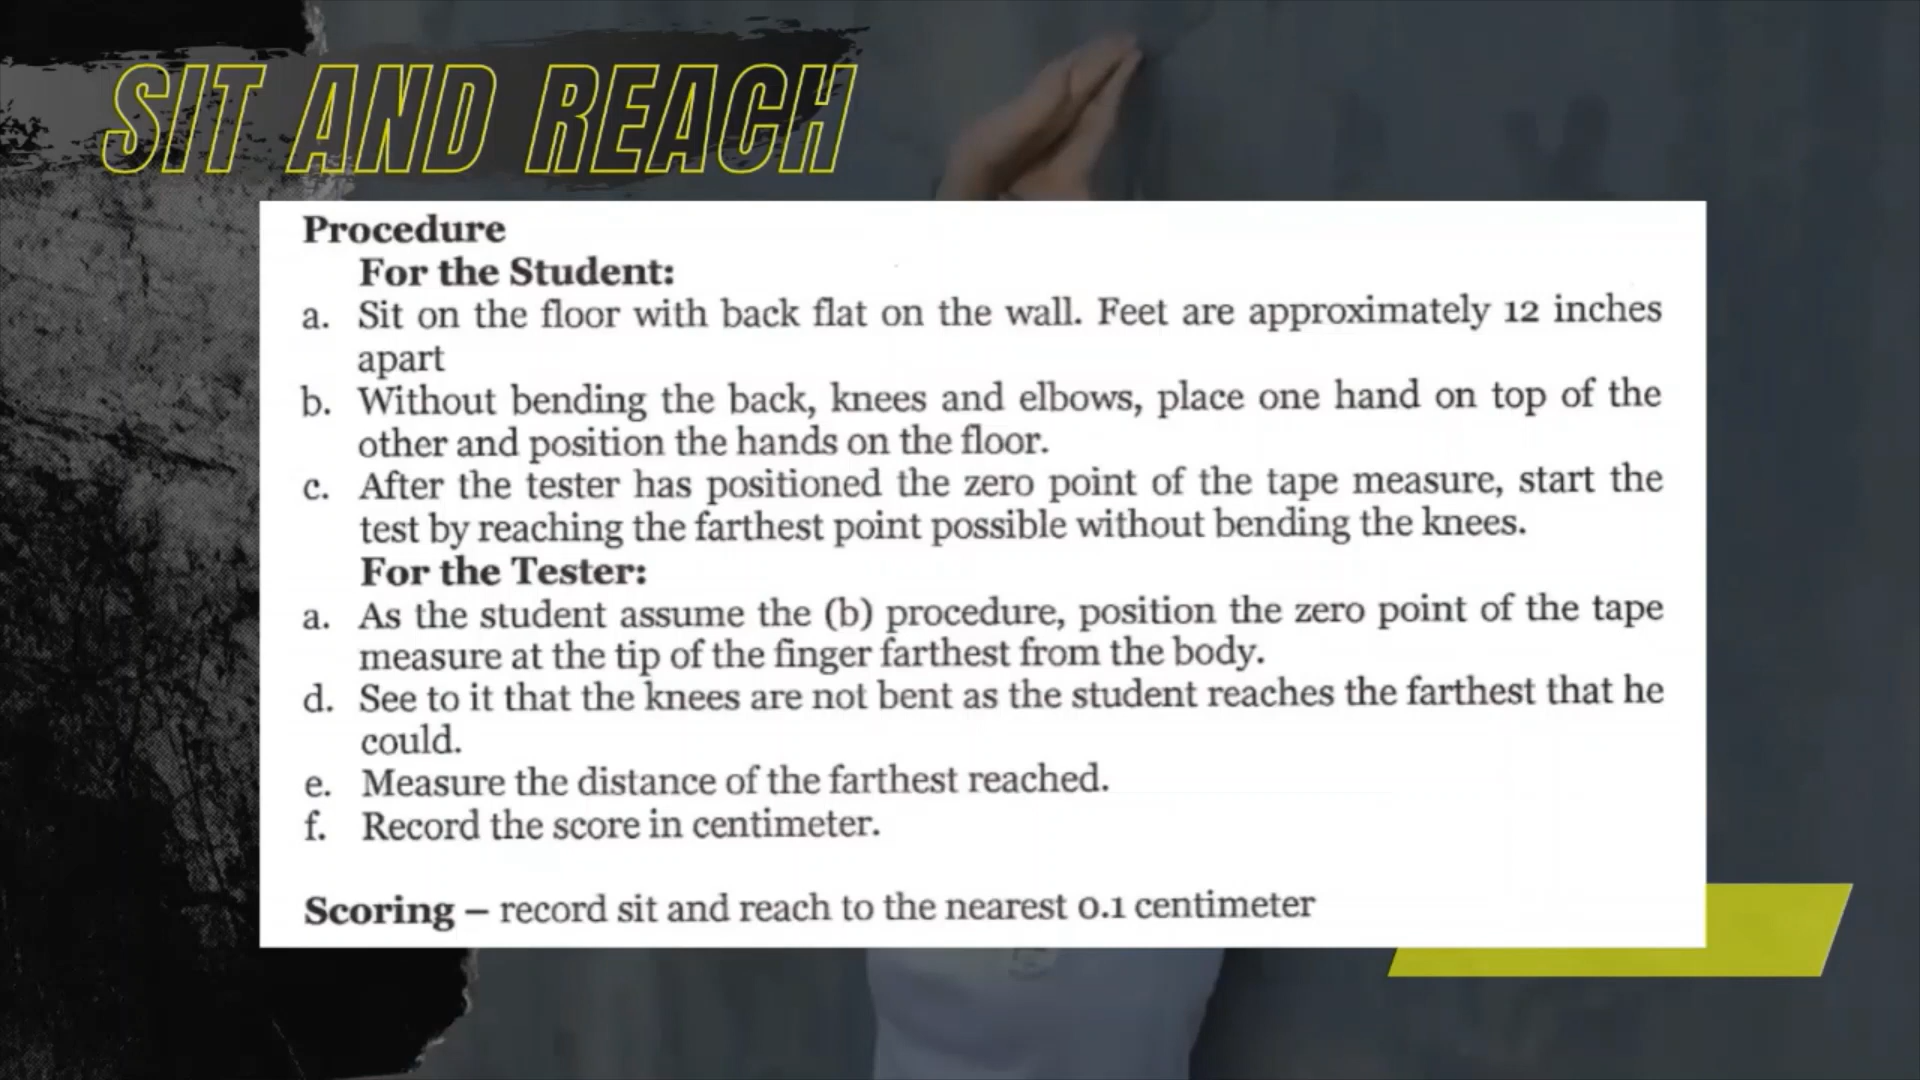 SIT AND REACH
Procedure
For the Student:
a. Sit on the floor with back flat on the wall. Feet are approximately 12 inches
apart
b. Without bending the back, knees and elbows, place one hand on top of the
other and position the hands on the floor.
c. After the tester has positioned the zero point of the tape measure, start the
test by reaching the farthest point possible without bending the knees.
For the Tester:
a. As the student assume the (b) procedure, position the zero point of the tape
measure at the tip of the finger farthest from the body.
d. See to it that the knees are not bent as the student reaches the farthest that he
could.
e. Measure the distance of the farthest reached.
f. Record the score in centimeter.
Scoring – record sit and reach to the nearest 0.1 centimeter